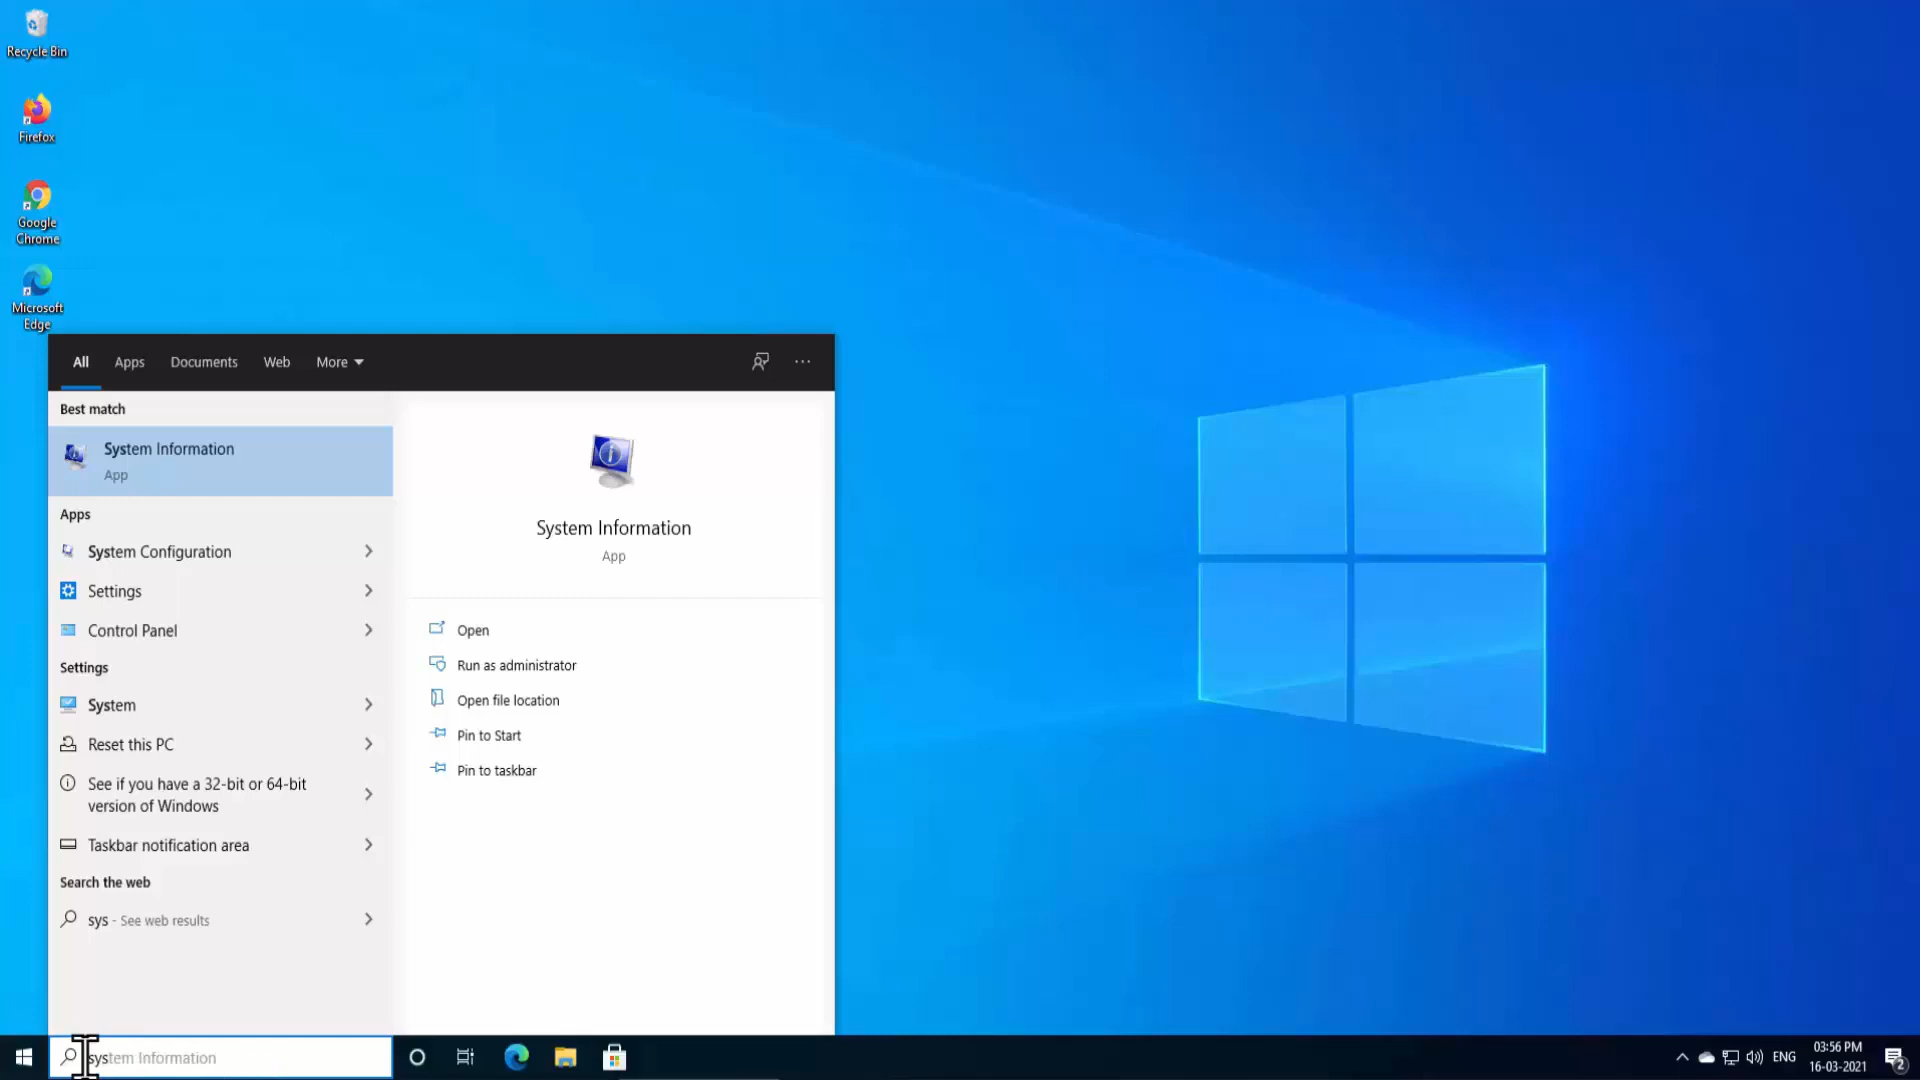 Recycle Bin
Firefox
Google
Chrome
Microsoft
Edge
All Apps Documents Web More
Best match
System Information
App
Apps
System Configuration
Settings
Control Panel
Settings
System
Reset this PC
See if you have a 32-bit or 64-bit
version of Windows
Taskbar notification area
Search the web
sys - See web results
System Information
App
Open
Run as administrator
Open file location
Pin to Start
Pin to taskbar
system Information
ENG
03:56 PM
16-03-2021
2